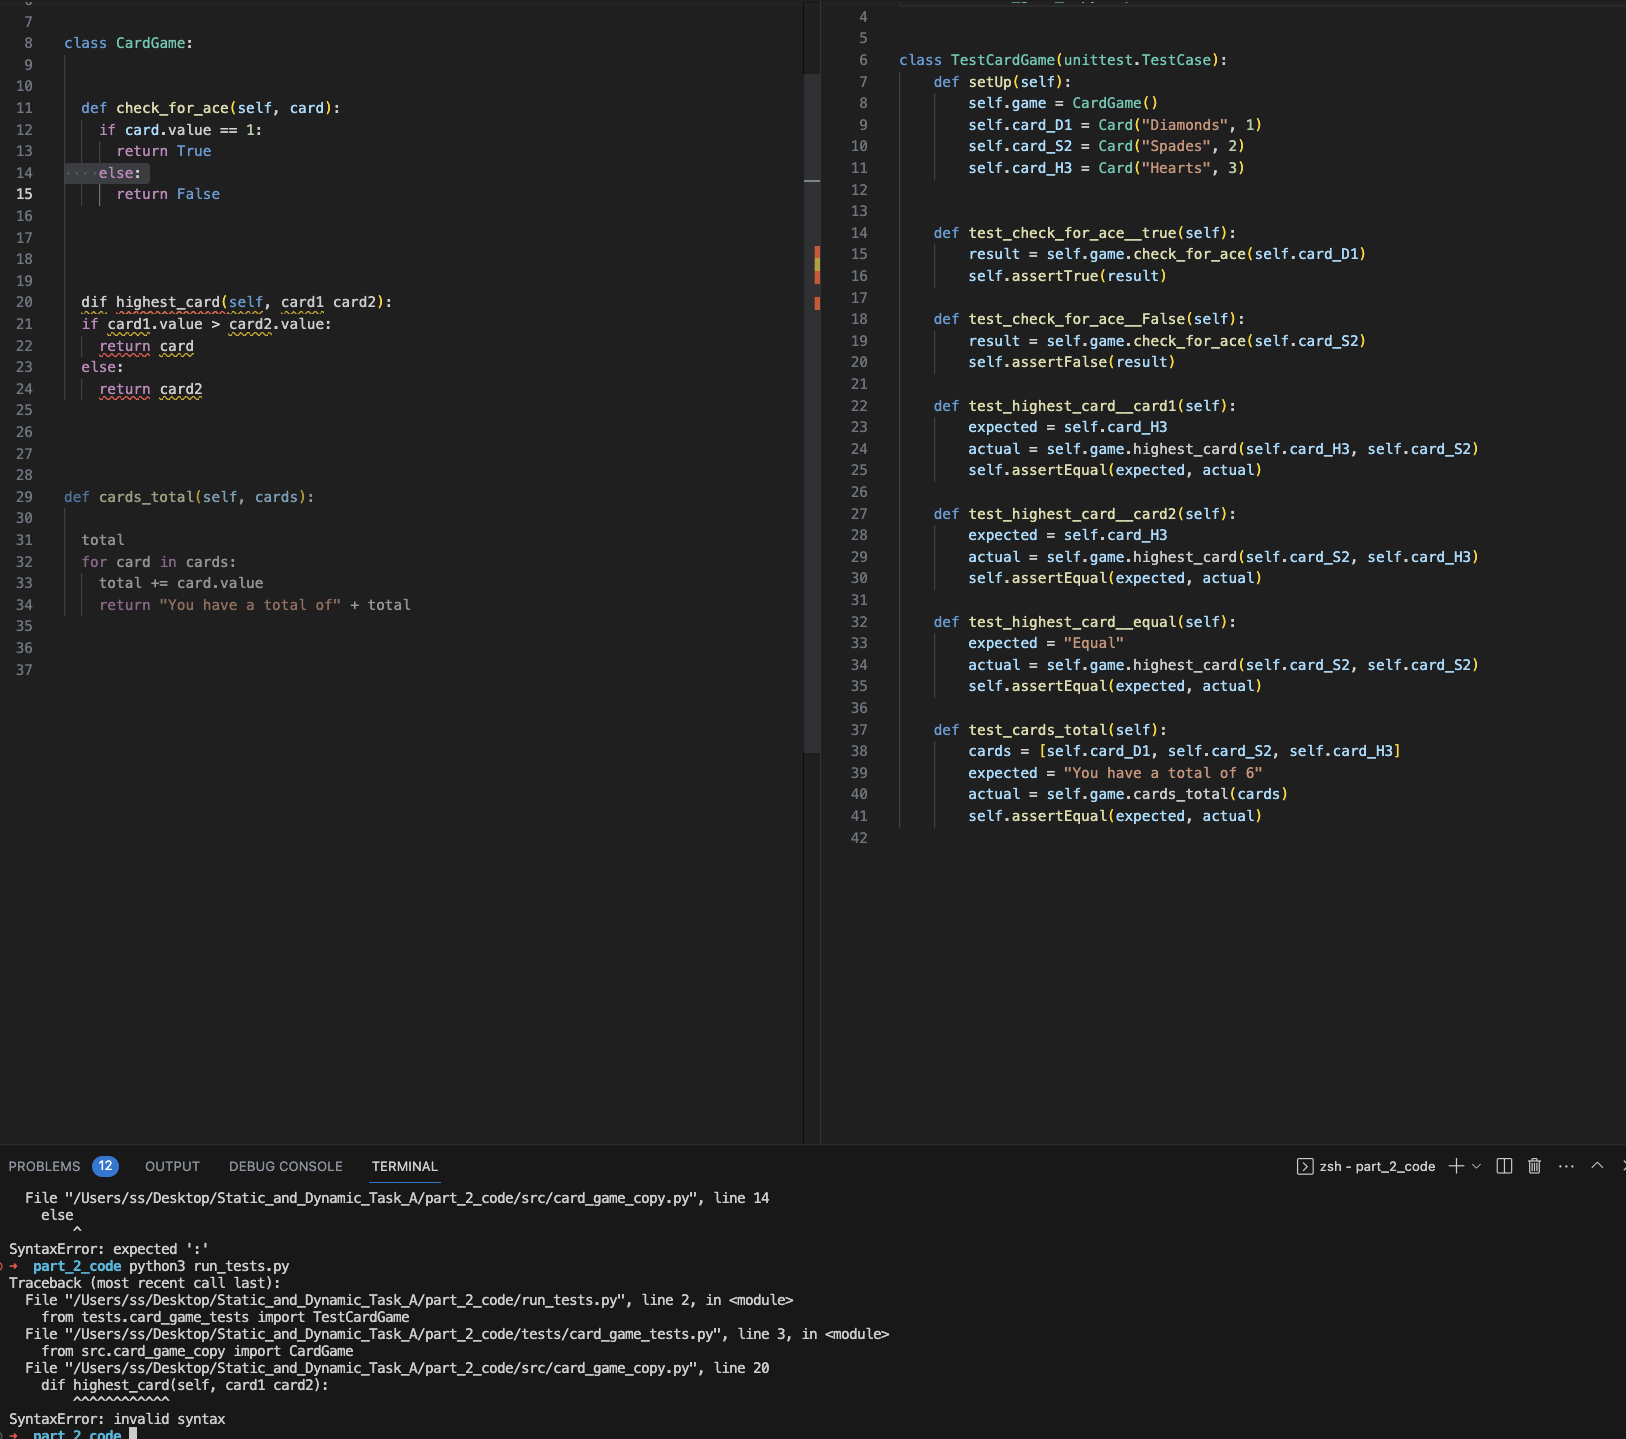 7
8 class CardGame:
9
10
11 def check_for_ace(self, card):
12 if card.value == 1:
13 return True
14 ····else:
15 return False
16
17
18
19
20 dif highest_card(self, card1 card2):
21 if card1.value > card2.value:
22 return card
23 else:
24 return card2
25
26
27
28
29 def cards_total(self, cards):
30
31 total
32 for card in cards:
33 total += card.value
34 return "You have a total of" + total
35
36
37
4
5
6 class TestCardGame(unittest.TestCase):
7 def setUp(self):
8 self.game = CardGame()
9 self.card_D1 = Card("Diamonds", 1)
10 self.card_S2 = Card("Spades", 2)
11 self.card_H3 = Card("Hearts", 3)
12
13
14 def test_check_for_ace__true(self):
15 result = self.game.check_for_ace(self.card_D1)
16 self.assertTrue(result)
17
18 def test_check_for_ace__False(self):
19 result = self.game.check_for_ace(self.card_S2)
20 self.assertFalse(result)
21
22 def test_highest_card__card1(self):
23 expected = self.card_H3
24 actual = self.game.highest_card(self.card_H3, self.card_S2)
25 self.assertEqual(expected, actual)
26
27 def test_highest_card__card2(self):
28 expected = self.card_H3
29 actual = self.game.highest_card(self.card_S2, self.card_H3)
30 self.assertEqual(expected, actual)
31
32 def test_highest_card__equal(self):
33 expected = "Equal"
34 actual = self.game.highest_card(self.card_S2, self.card_S2)
35 self.assertEqual(expected, actual)
36
37 def test_cards_total(self):
38 cards = [self.card_D1, self.card_S2, self.card_H3]
39 expected = "You have a total of 6"
40 actual = self.game.cards_total(cards)
41 self.assertEqual(expected, actual)
42
PROBLEMS 12 OUTPUT DEBUG CONSOLE TERMINAL zsh - part_2_code
File "/Users/ss/Desktop/Static_and_Dynamic_Task_A/part_2_code/src/card_game_copy.py", line 14
else
^
SyntaxError: expected ':'
→ part_2_code python3 run_tests.py
Traceback (most recent call last):
File "/Users/ss/Desktop/Static_and_Dynamic_Task_A/part_2_code/run_tests.py", line 2, in <module>
from tests.card_game_tests import TestCardGame
File "/Users/ss/Desktop/Static_and_Dynamic_Task_A/part_2_code/tests/card_game_tests.py", line 3, in <module>
from src.card_game_copy import CardGame
File "/Users/ss/Desktop/Static_and_Dynamic_Task_A/part_2_code/src/card_game_copy.py", line 20
dif highest_card(self, card1 card2):
^^^^^^^^^^^^
SyntaxError: invalid syntax
→ part_2_code